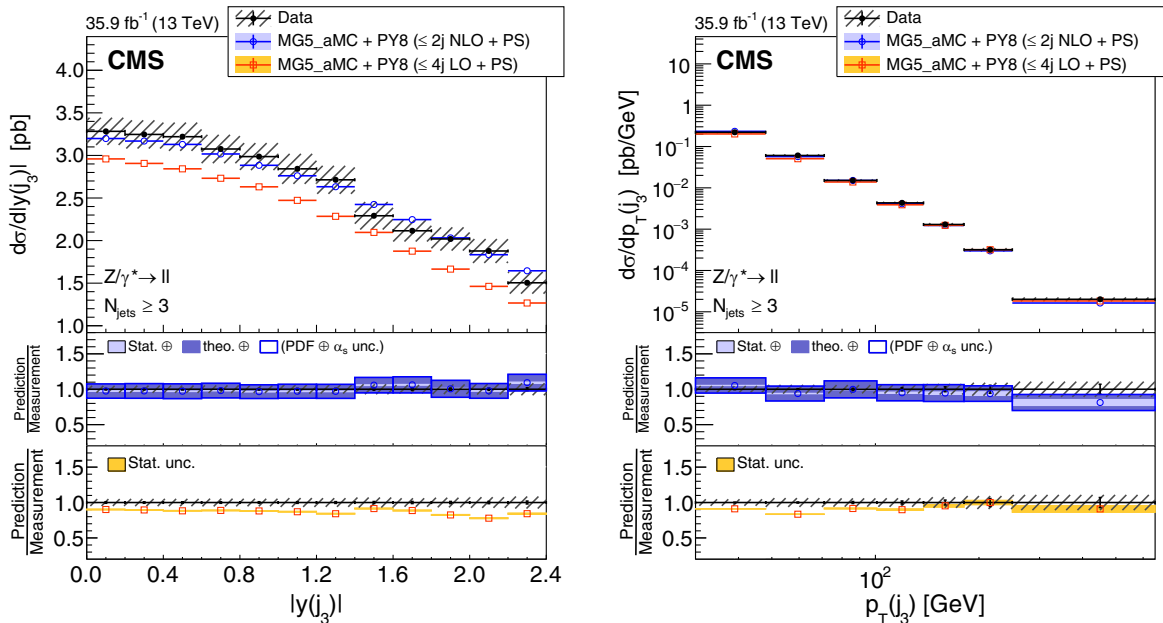 35.9 fb⁻¹ (13 TeV)
Data
MG5_aMC + PY8 (≤ 2j NLO + PS)
MG5_aMC + PY8 (≤ 4j LO + PS)
CMS
dσ/d|y(j₃)| [pb]
4.0
3.5
3.0
2.5
2.0
1.5
1.0
Z/γ* → ll
N_jets ≥ 3
Prediction
Measurement
1.5
1.0
0.5
Stat. ⊕ theo. ⊕ (PDF ⊕ αₛ unc.)
Prediction
Measurement
1.5
1.0
0.5
Stat. unc.
0.0 0.4 0.8 1.2 1.6 2.0 2.4
|y(j₃)|
35.9 fb⁻¹ (13 TeV)
Data
MG5_aMC + PY8 (≤ 2j NLO + PS)
MG5_aMC + PY8 (≤ 4j LO + PS)
CMS
dσ/dp_T(j₃) [pb/GeV]
10
1
10⁻¹
10⁻²
10⁻³
10⁻⁴
10⁻⁵
Z/γ* → ll
N_jets ≥ 3
Prediction
Measurement
1.5
1.0
0.5
Stat. ⊕ theo. ⊕ (PDF ⊕ αₛ unc.)
Prediction
Measurement
1.5
1.0
0.5
Stat. unc.
10²
p_T(j₃) [GeV]